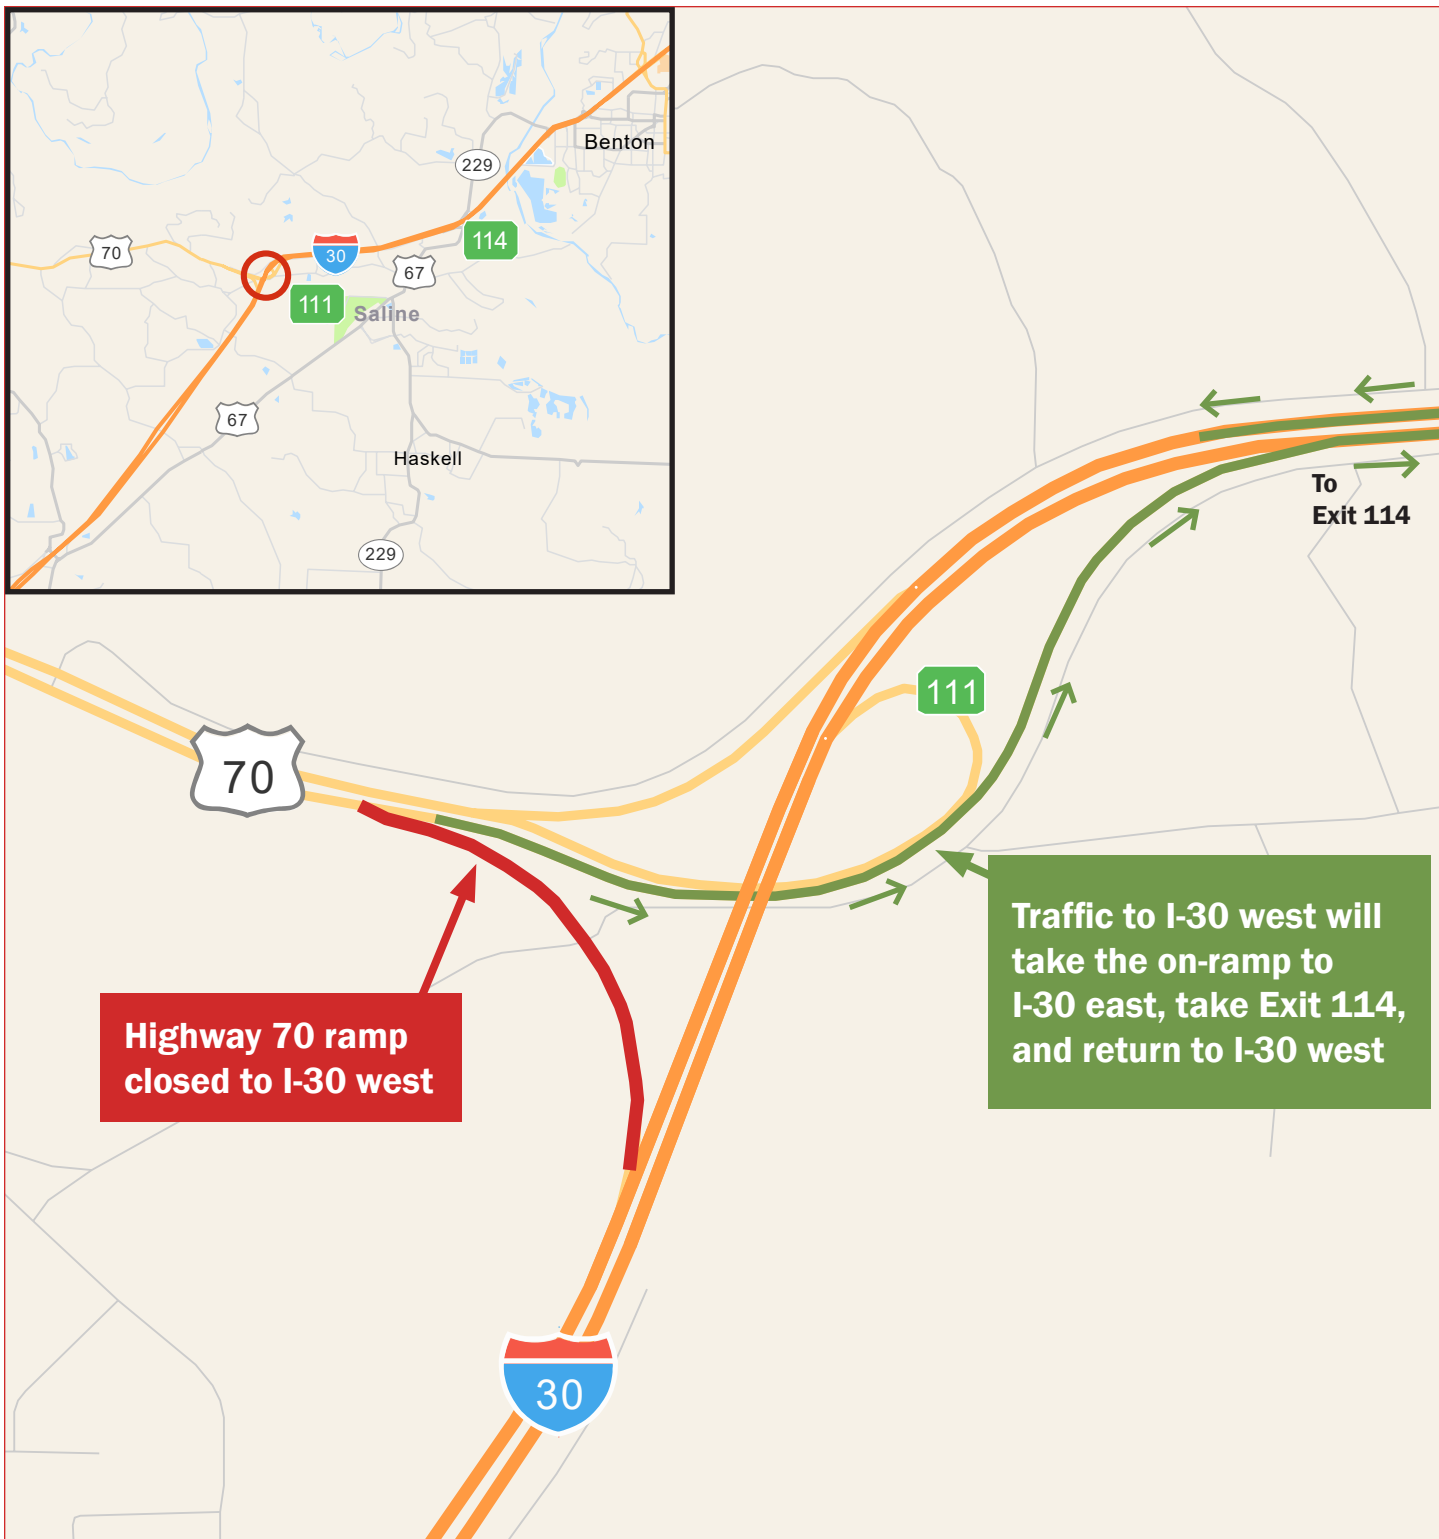 Benton
229
70
30
114
67
111
Saline
67
Haskell
229
To
Exit 114
111
70
Traffic to I-30 west will
take the on-ramp to
I-30 east, take Exit 114,
and return to I-30 west
Highway 70 ramp
closed to I-30 west
30